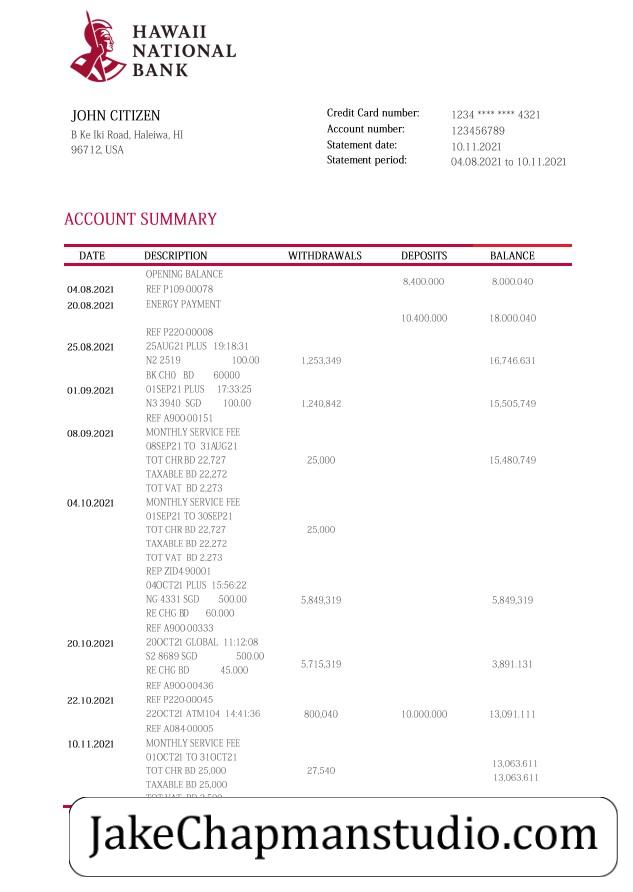 HAWAII
NATIONAL
BANK
JOHN CITIZEN
B Ke Iki Road, Haleiwa, HI
96712, USA
Credit Card number: 1234 **** **** 4321
Account number: 123456789
Statement date: 10.11.2021
Statement period: 04.08.2021 to 10.11.2021
ACCOUNT SUMMARY
DATE DESCRIPTION WITHDRAWALS DEPOSITS BALANCE
OPENING BALANCE 8,400.000 8.000.040
04.08.2021 REF P109-00078
20.08.2021 ENERGY PAYMENT
10.400.000 18.000.040
REF P220-00008
25.08.2021 25AUG21 PLUS 19:18:31
N2 2519 100.00 1,253,349 16,746.631
BK CHO BD 60000
01.09.2021 01SEP21 PLUS 17:33:25
N3 3940 SGD 100.00 1,240,842 15,505,749
REF A900-00151
08.09.2021 MONTHLY SERVICE FEE
08SEP21 TO 31AUG21
TOT CHR BD 22,727 25,000 15,480,749
TAXABLE BD 22,272
TOT VAT BD 2,273
04.10.2021 MONTHLY SERVICE FEE
01SEP21 TO 30SEP21
TOT CHR BD 22,727 25,000
TAXABLE BD 22,272
TOT VAT BD 2,273
REP ZID4 90001
04OCT21 PLUS 15:56:22
NG 4331 SGD 500.00 5,849,319 5,849,319
RE CHG BD 60.000
REF A900-00333
20.10.2021 20OCT21 GLOBAL 11:12:08
S2 8689 SGD 500.00
5,715,319 3,891.131
RE CHG BD 45.000
REF A900-00436
22.10.2021 REF P220-00045
22OCT21 ATM104 14:41:36 800,040 10.000.000 13,091.111
REF A084-00005
10.11.2021 MONTHLY SERVICE FEE
01OCT21 TO 31OCT21
13,063.611
TOT CHR BD 25,000 27,540
13,063.611
TAXABLE BD 25,000
JakeChapmanstudio.com